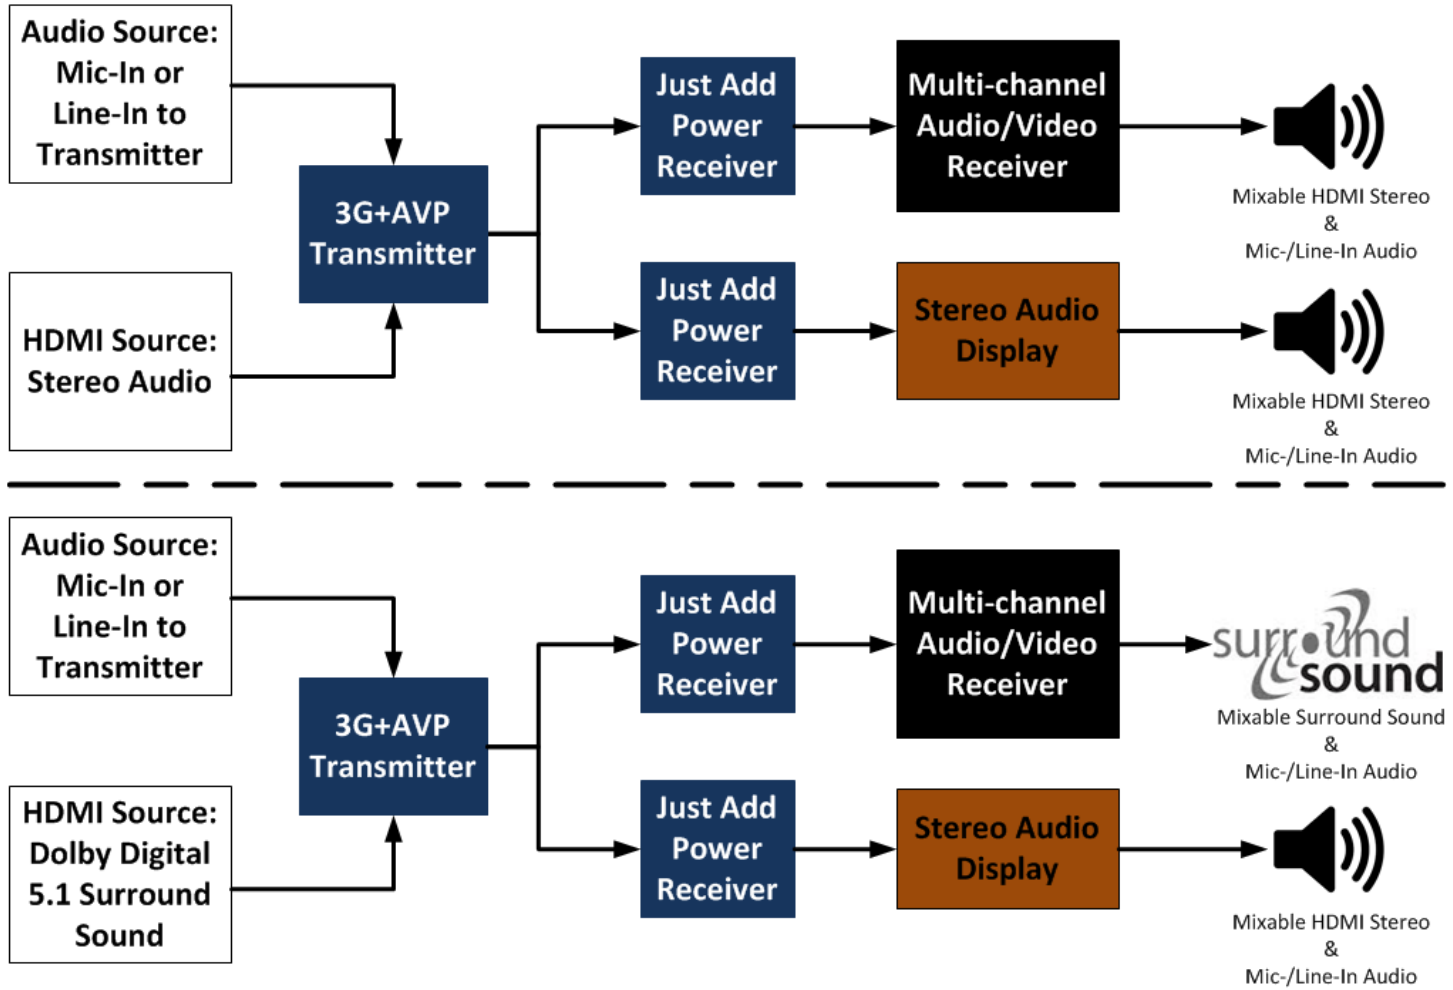 Audio Source:
Mic-In or
Line-In to
Transmitter
HDMI Source:
Stereo Audio
3G+AVP
Transmitter
Just Add
Power
Receiver
Multi-channel
Audio/Video
Receiver
Mixable HDMI Stereo
&
Mic-/Line-In Audio
Just Add
Power
Receiver
Stereo Audio
Display
Mixable HDMI Stereo
&
Mic-/Line-In Audio
Audio Source:
Mic-In or
Line-In to
Transmitter
HDMI Source:
Dolby Digital
5.1 Surround
Sound
3G+AVP
Transmitter
Just Add
Power
Receiver
Multi-channel
Audio/Video
Receiver
surround
sound
Mixable Surround Sound
&
Mic-/Line-In Audio
Just Add
Power
Receiver
Stereo Audio
Display
Mixable HDMI Stereo
&
Mic-/Line-In Audio